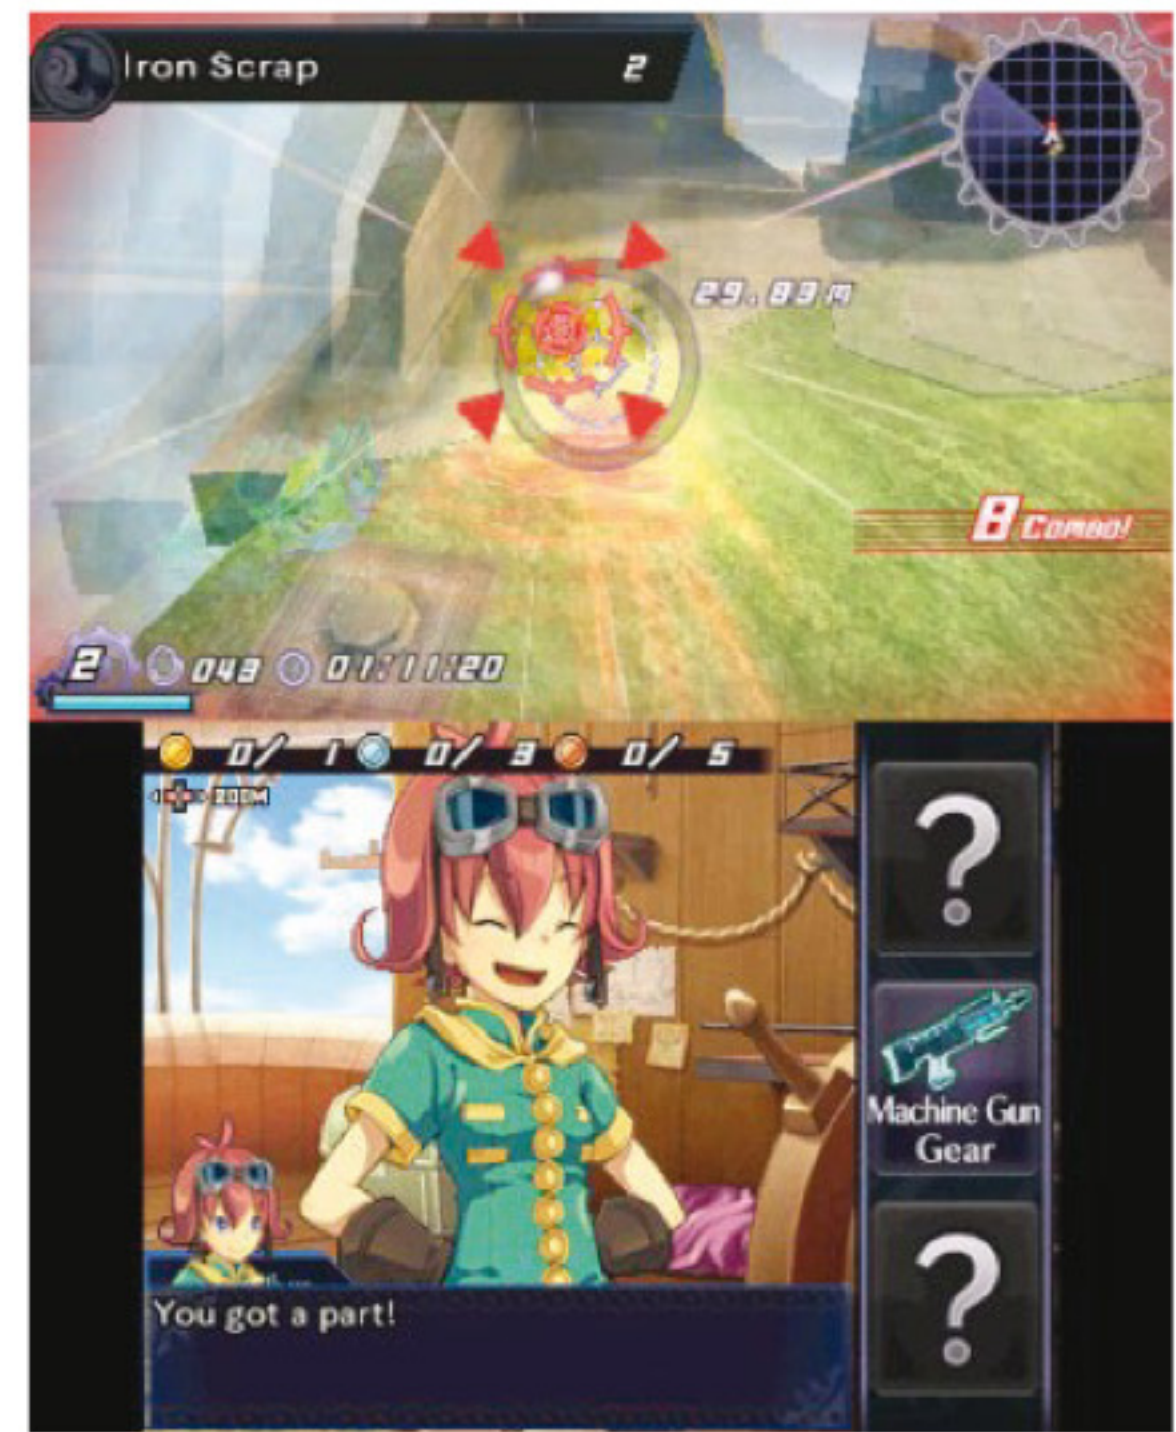 Iron Scrap 2
29.83M
8 Combo!
2 043 01:11:20
0/ 1 0/ 3 0/ 5
ZOOM
?
Machine Gun
Gear
?
You got a part!